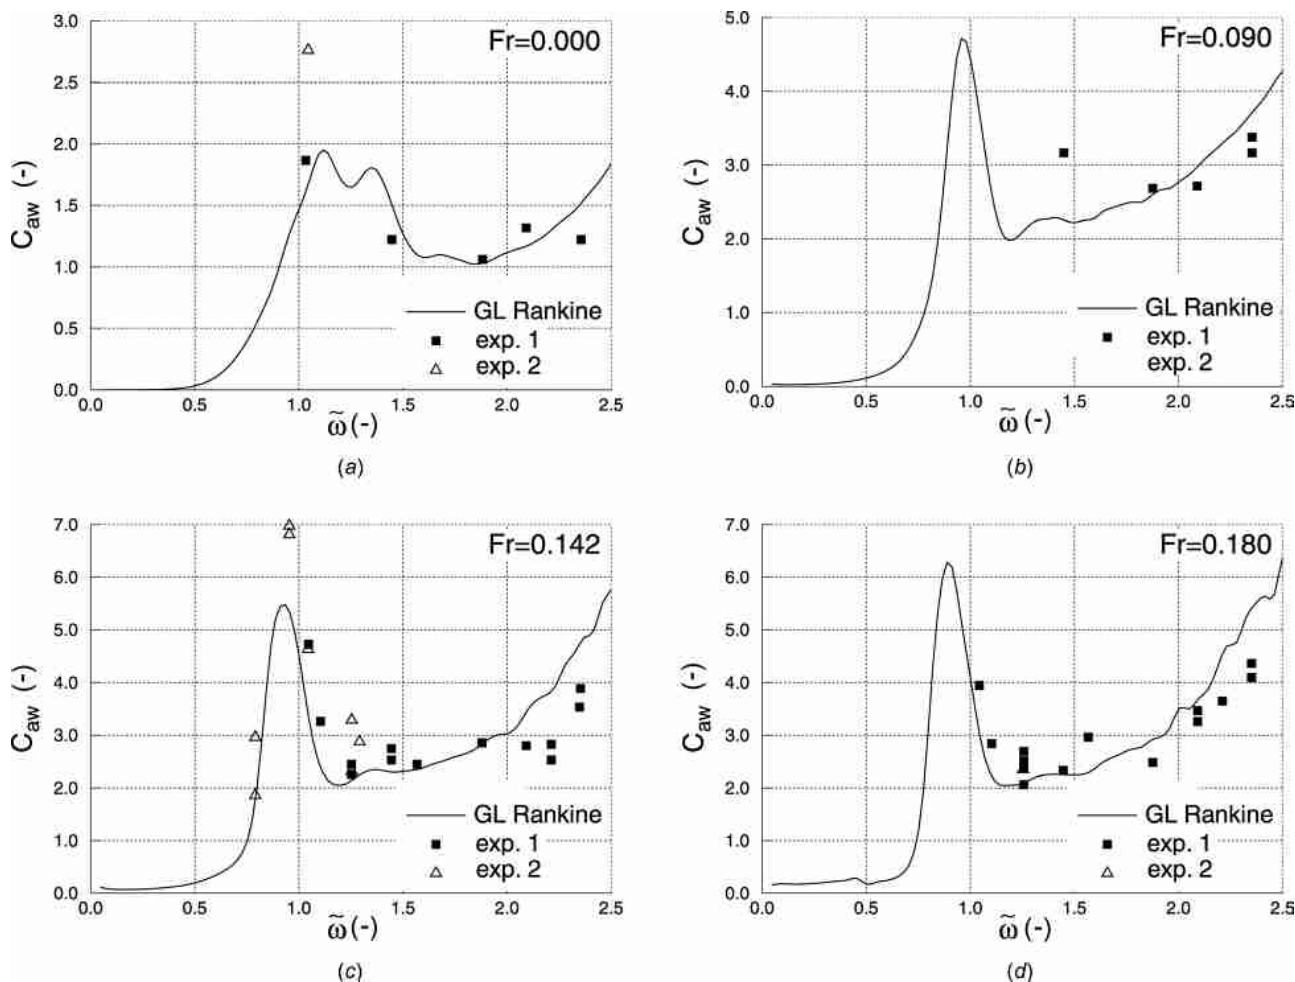 Fr=0.000
3.0
2.5
2.0
1.5
1.0
0.5
0.0
C_aw (-)
GL Rankine
exp. 1
exp. 2
0.0 0.5 1.0 1.5 2.0 2.5
ω̃ (-)
(a)
Fr=0.090
5.0
4.0
3.0
2.0
1.0
0.0
C_aw (-)
GL Rankine
exp. 1
exp. 2
0.0 0.5 1.0 1.5 2.0 2.5
ω̃ (-)
(b)
Fr=0.142
7.0
6.0
5.0
4.0
3.0
2.0
1.0
0.0
C_aw (-)
GL Rankine
exp. 1
exp. 2
0.0 0.5 1.0 1.5 2.0 2.5
ω̃ (-)
(c)
Fr=0.180
7.0
6.0
5.0
4.0
3.0
2.0
1.0
0.0
C_aw (-)
GL Rankine
exp. 1
exp. 2
0.0 0.5 1.0 1.5 2.0 2.5
ω̃ (-)
(d)